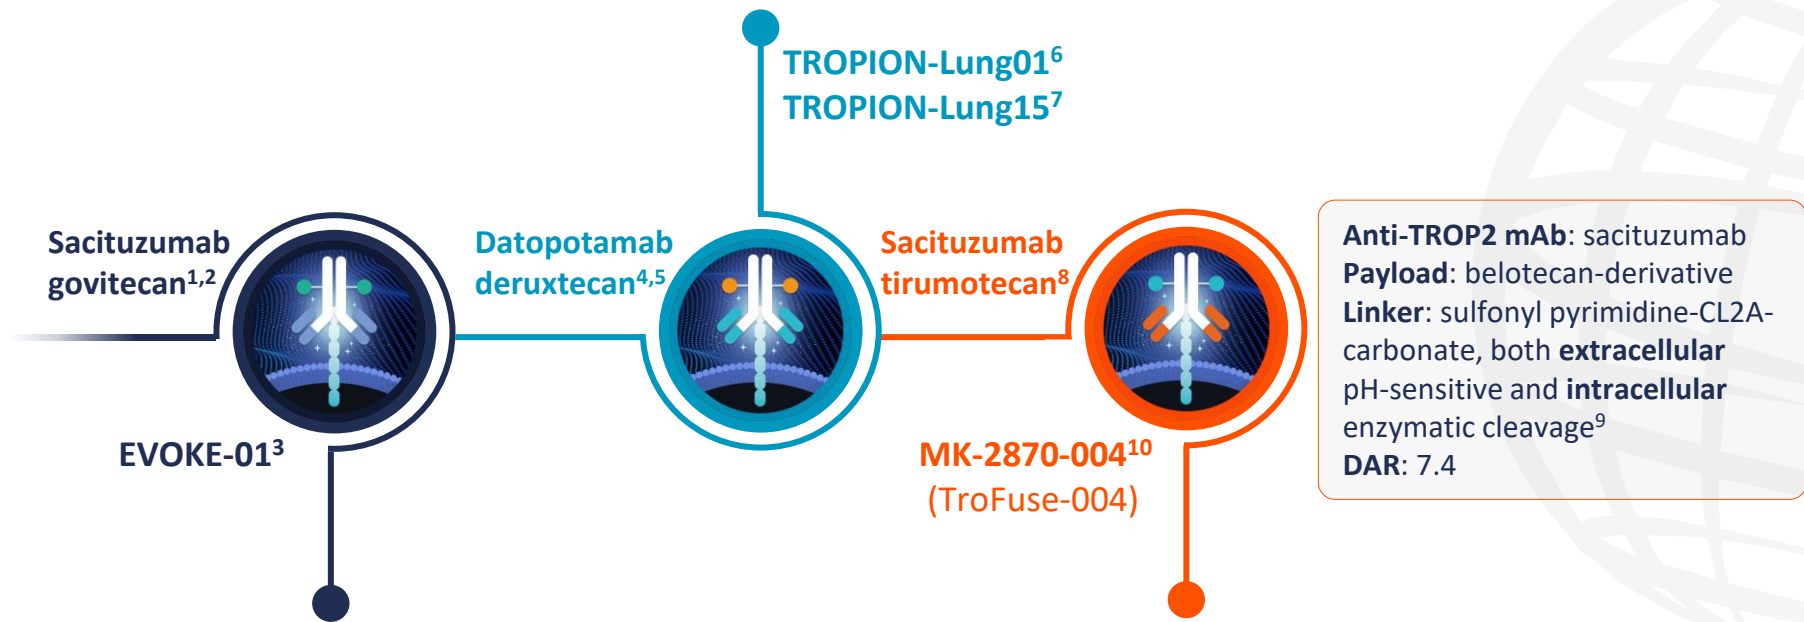 Sacituzumab
govitecan1,2
EVOKE-013
Datopotamab
deruxtecan4,5
TROPION-Lung016
TROPION-Lung157
Sacituzumab
tirumotecan8
MK-2870-00410
(TroFuse-004)
Anti-TROP2 mAb: sacituzumab
Payload: belotecan-derivative
Linker: sulfonyl pyrimidine-CL2A-
carbonate, both extracellular
pH-sensitive and intracellular
enzymatic cleavage9
DAR: 7.4